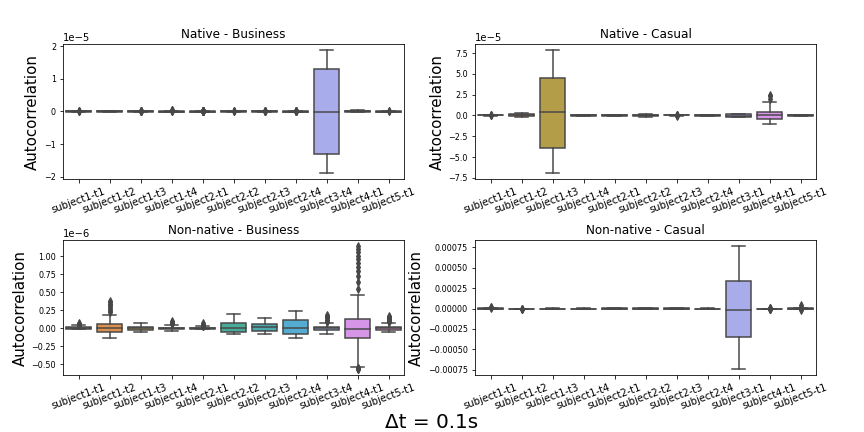 Native - Business
1e−5
2
1
0
−1
−2
Autocorrelation
subject1-t1 subject1-t2 subject1-t3 subject1-t4 subject2-t1 subject2-t2 subject2-t3 subject2-t4 subject3-t4 subject4-t1 subject5-t1
Native - Casual
1e−5
7.5
5.0
2.5
0.0
−2.5
−5.0
−7.5
Autocorrelation
subject1-t1 subject1-t2 subject1-t3 subject1-t4 subject2-t1 subject2-t2 subject2-t3 subject2-t4 subject3-t1 subject4-t1 subject5-t1
Non-native - Business
1e−6
1.00
0.75
0.50
0.25
0.00
−0.25
−0.50
Autocorrelation
subject1-t1 subject1-t2 subject1-t3 subject1-t4 subject2-t1 subject2-t2 subject2-t3 subject2-t4 subject3-t4 subject4-t1 subject5-t1
Non-native - Casual
0.00075
0.00050
0.00025
0.00000
−0.00025
−0.00050
−0.00075
Autocorrelation
subject1-t1 subject1-t2 subject1-t3 subject1-t4 subject2-t1 subject2-t2 subject2-t3 subject2-t4 subject3-t1 subject4-t1 subject5-t1
Δt = 0.1s